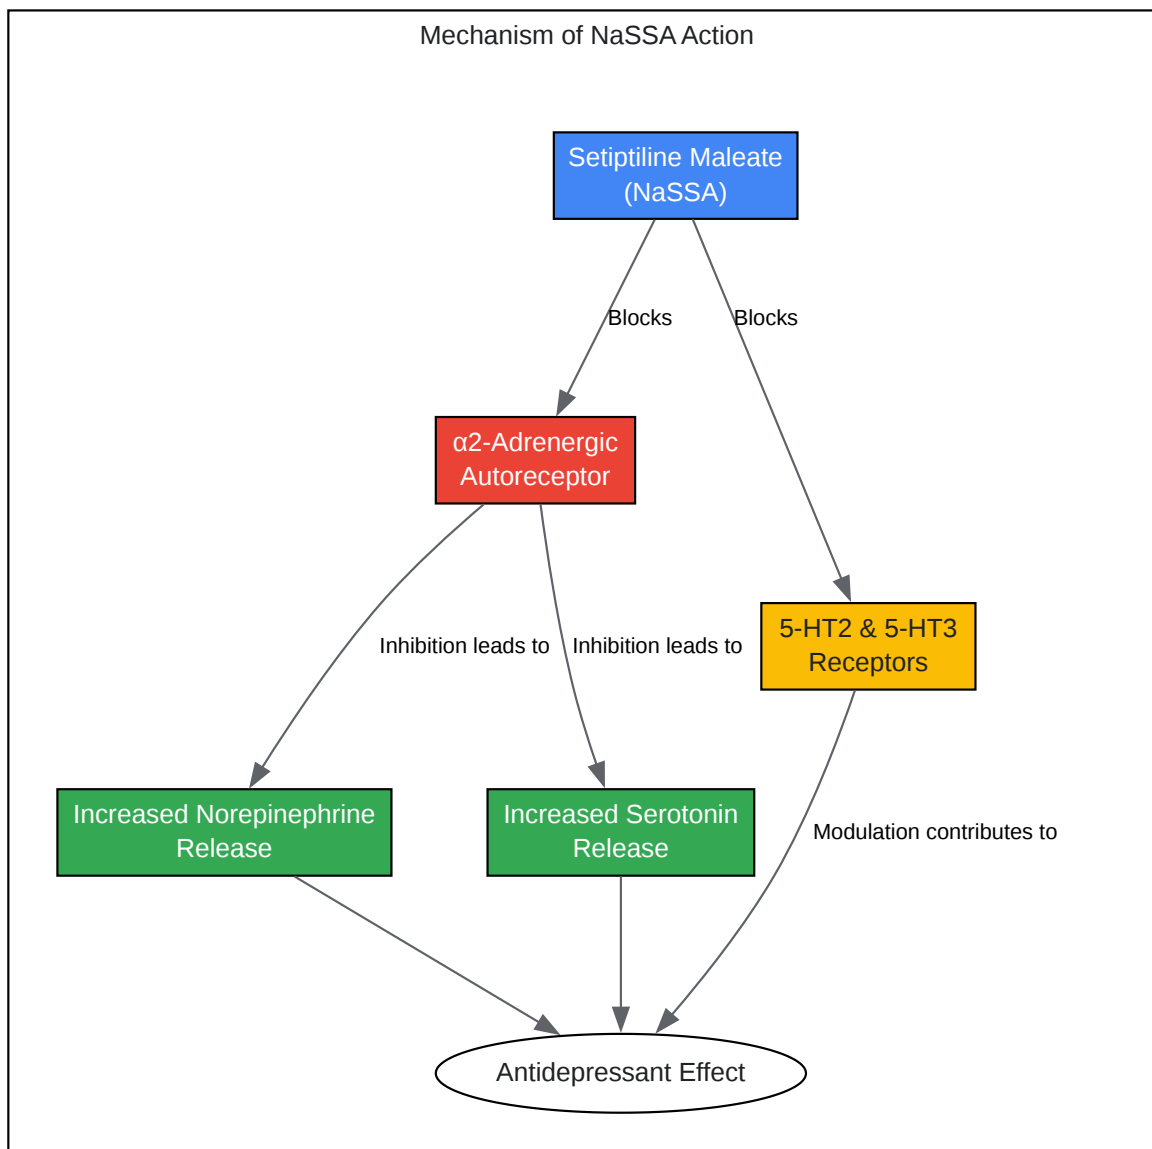 Mechanism of NaSSA Action
Setiptiline Maleate
(NaSSA)
Blocks
Blocks
α2-Adrenergic
Autoreceptor
Inhibition leads to
Inhibition leads to
5-HT2 & 5-HT3
Receptors
Increased Norepinephrine
Release
Increased Serotonin
Release
Modulation contributes to
Antidepressant Effect